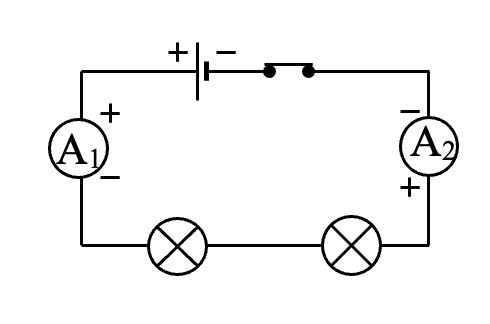 + −
+ −
A1 A2
− +